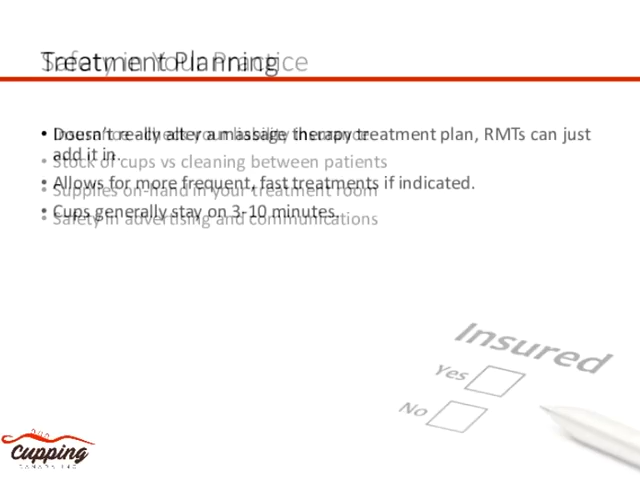 Treatment Planning
Safety in Your Practice
• Doesn't really alter a massage therapy treatment plan, RMTs can just
add it in.
• Stock of cups vs cleaning between patients
• Allows for more frequent, fast treatments if indicated.
• Supplies on-hand in your treatment room
• Cups generally stay on 3-10 minutes.
• Safety in advertising and communications
Insured
Yes
No
Cupping
CANADA INC